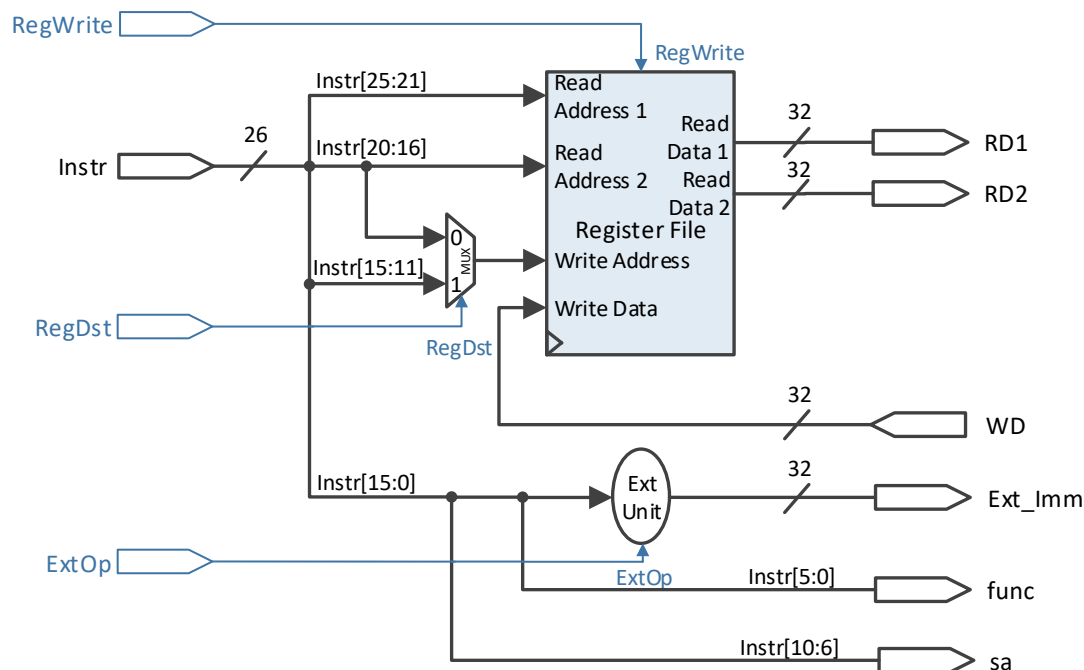 RegWrite
RegWrite
Instr[25:21]
Read
Address 1
26
Instr
Instr[20:16]
Read
Address 2
Read
Data 1
32
RD1
Read
Data 2
32
RD2
Register File
0
1
MUX
Instr[15:11]
Write Address
Write Data
RegDst
RegDst
32
WD
Instr[15:0]
Ext
Unit
32
Ext_Imm
ExtOp
ExtOp
Instr[5:0]
func
Instr[10:6]
sa